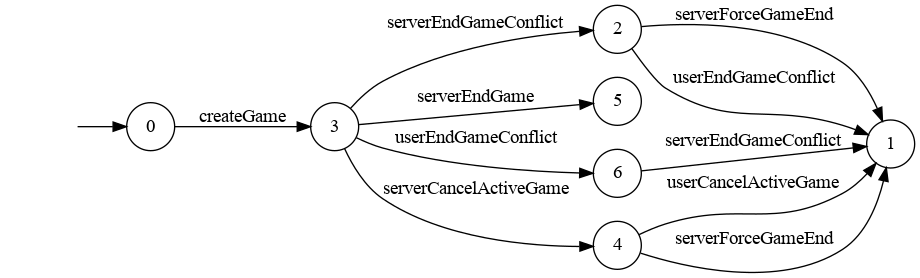 serverForceGameEnd
serverEndGameConflict
2
userEndGameConflict
serverEndGame
5
createGame
0
3
userEndGameConflict
serverEndGameConflict
1
6
serverCancelActiveGame
userCancelActiveGame
serverForceGameEnd
4